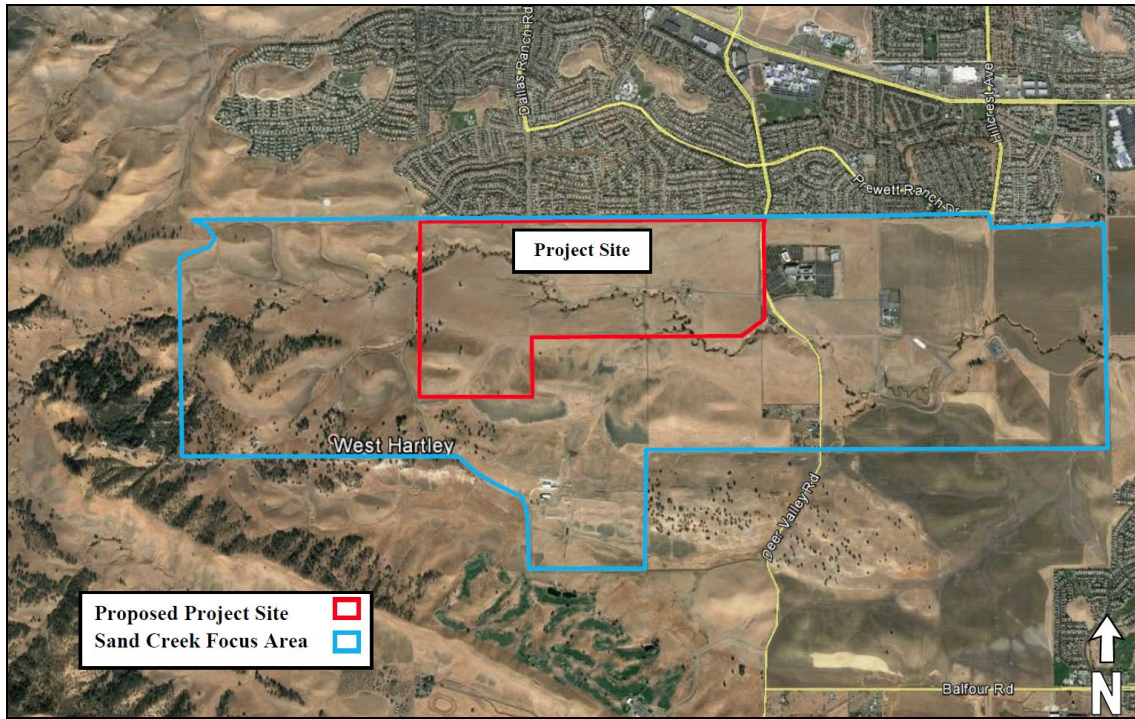 Dallas Ranch Rd
Hillcrest Ave
Prewett Ranch Dr
Project Site
West Hartley
Deer Valley Rd
Proposed Project Site
Sand Creek Focus Area
Balfour Rd
N